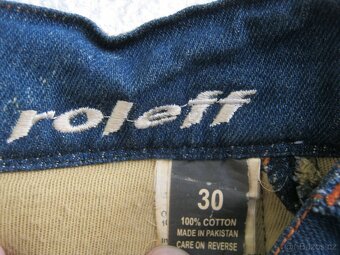 roleff
30
100% COTTON
MADE IN PAKISTAN
CARE ON REVERSE